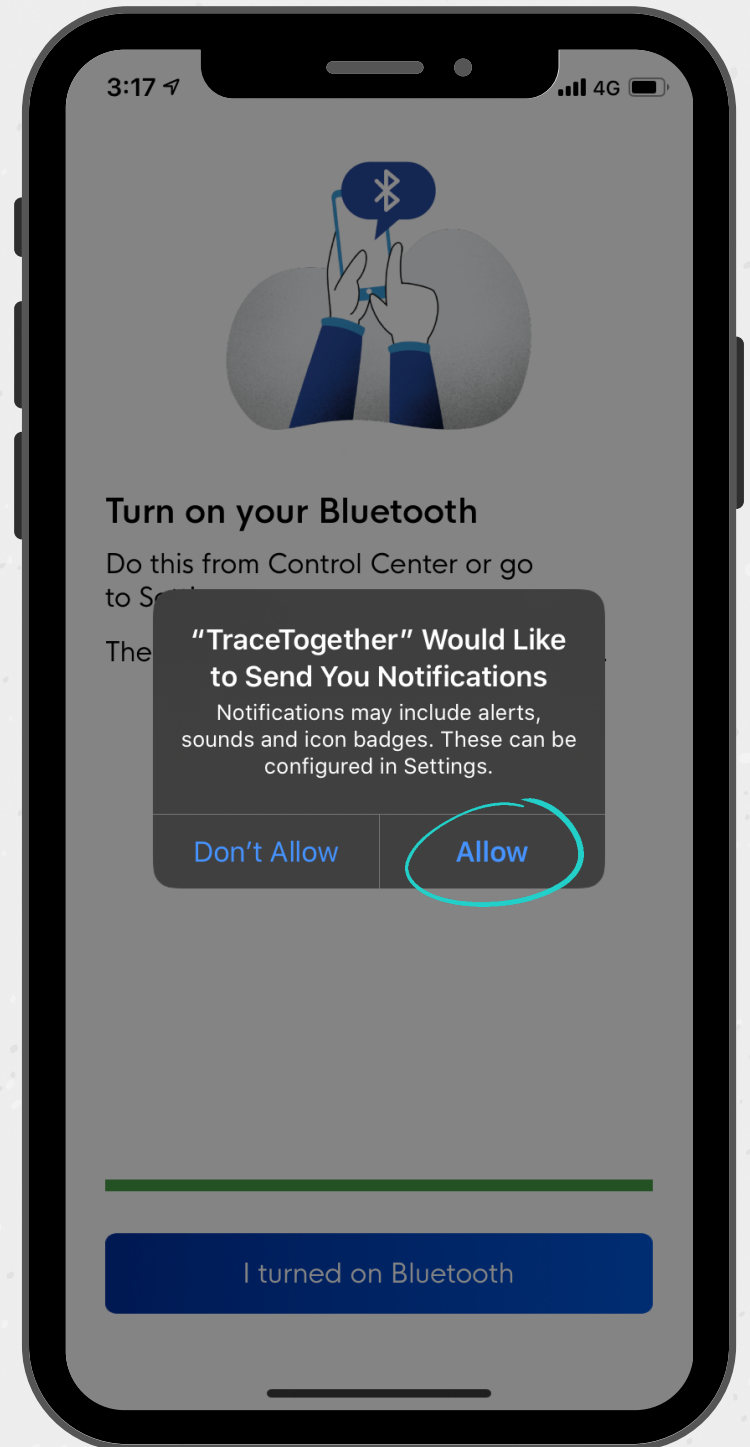 3:17
4G
Turn on your Bluetooth
Do this from Control Center or go
to
The
“TraceTogether” Would Like
to Send You Notifications
Notifications may include alerts,
sounds and icon badges. These can be
configured in Settings.
Don’t Allow
Allow
I turned on Bluetooth